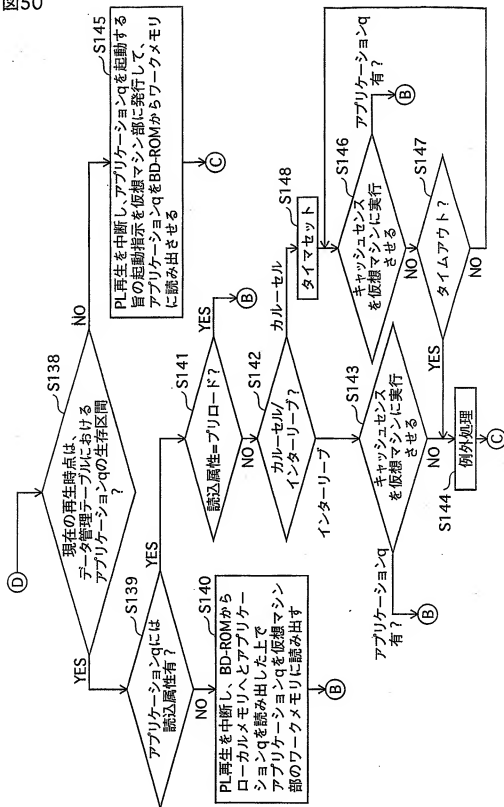 図50
D
S138
現在の再生時点は、
データ管理テーブルにおける
アプリケーションqの生存区間
?
YES
NO
S145
PL再生を中断し、アプリケーションqを起動する
旨の起動指示を仮想マシン部に発行して、
アプリケーションqをBD-ROMからワークメモリ
に読み出させる
C
S139
アプリケーションqには
読込属性有?
YES
NO
S140
PL再生を中断し、BD-ROMから
ローカルメモリへとアプリケー
ションqを読み出した上で
アプリケーションqを仮想マシン
部のワークメモリに読み出す
B
S141
読込属性=プリロード?
YES
B
NO
S142
カルーセル/
インターリーブ?
カルーセル
インターリーブ
S148
タイマセット
S143
キャッシュセンス
を仮想マシンに実行
させる
アプリケーションq
有?
B
NO
S144
例外処理
C
S146
キャッシュセンス
を仮想マシンに実行
させる
アプリケーションq
有?
B
NO
S147
タイムアウト?
YES
NO